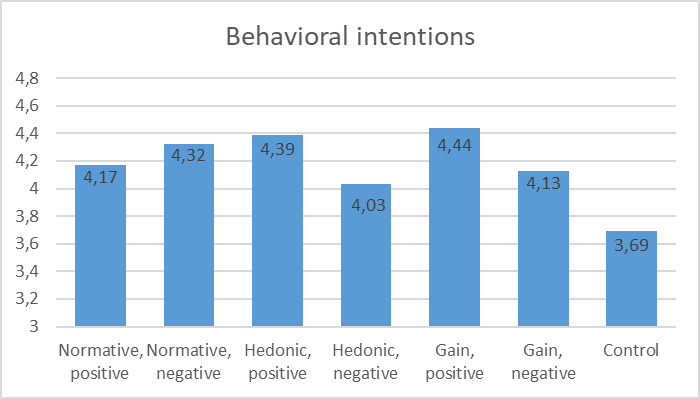 Behavioral intentions
4,8
4,6
4,4
4,2
4
3,8
3,6
3,4
3,2
3
4,17
4,32
4,39
4,03
4,44
4,13
3,69
Normative,
positive
Normative,
negative
Hedonic,
positive
Hedonic,
negative
Gain,
positive
Gain,
negative
Control